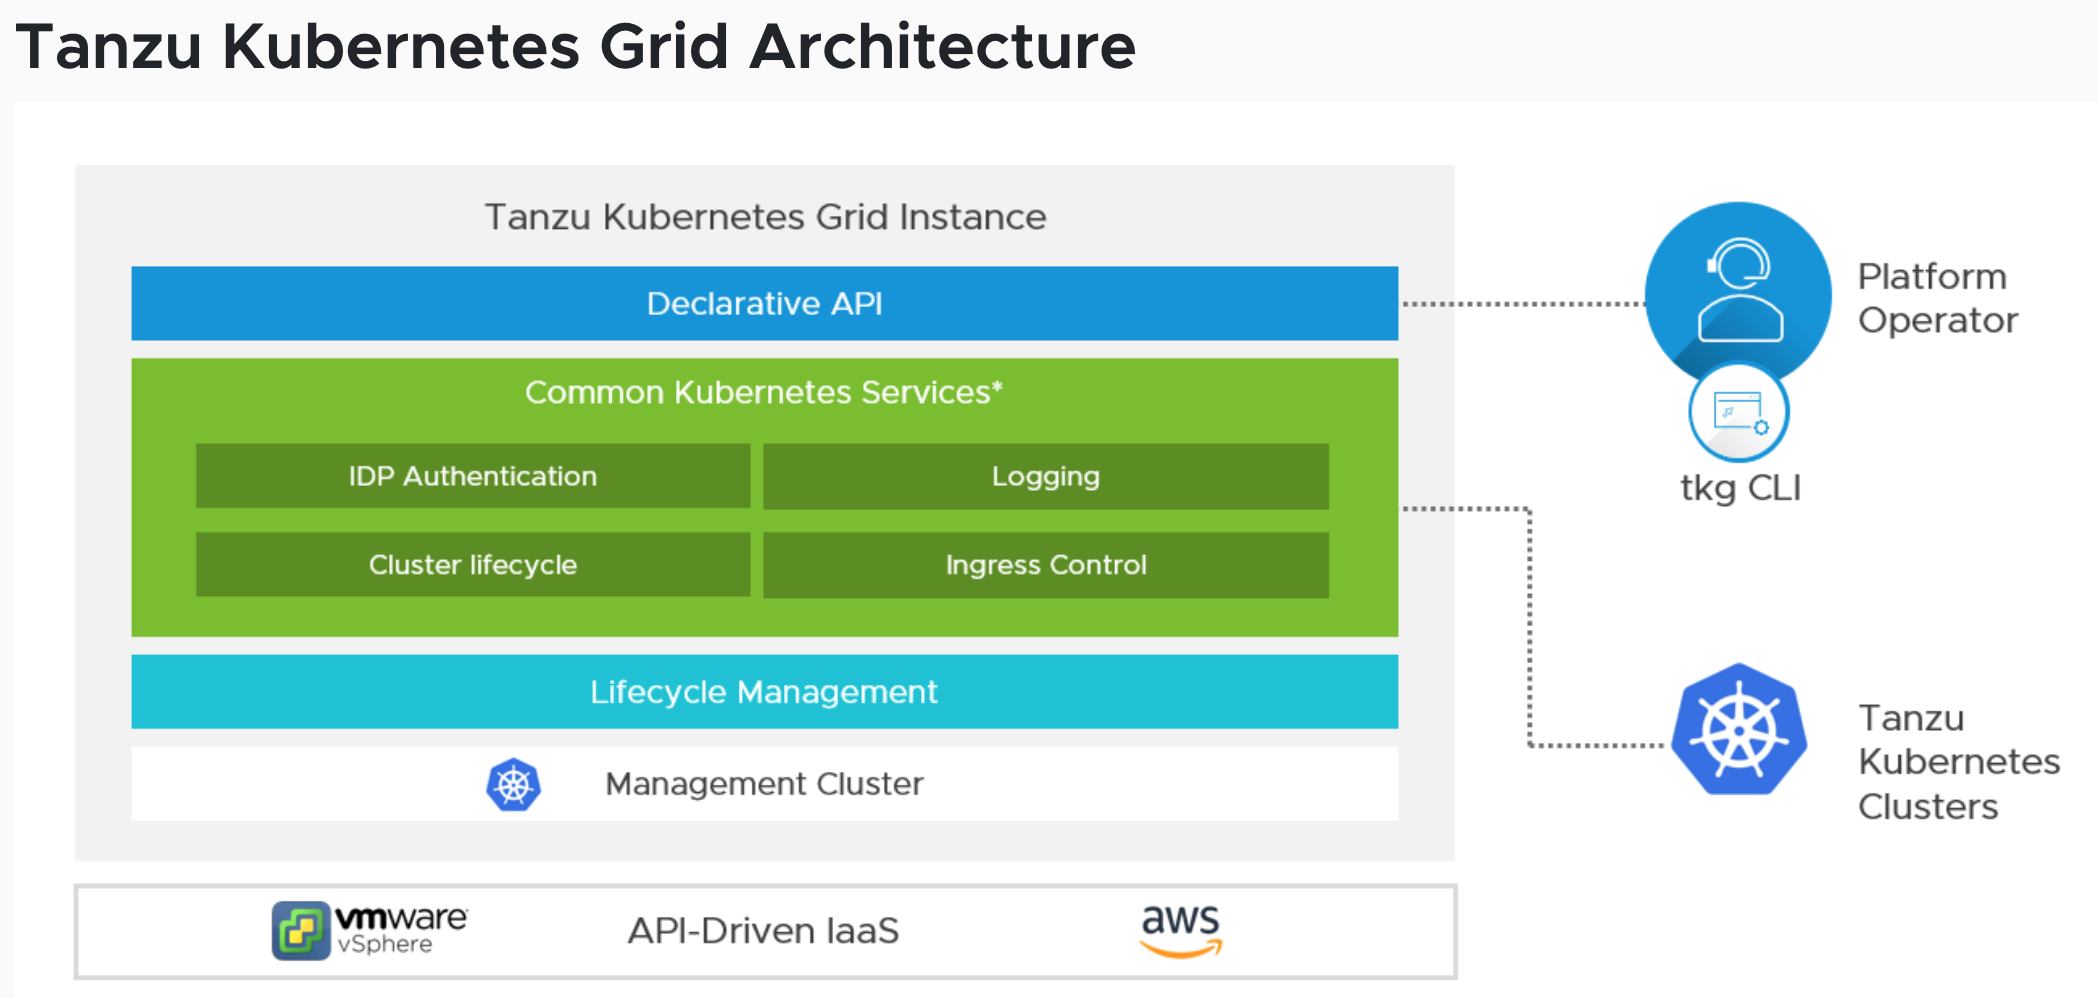 Tanzu Kubernetes Grid Architecture
Tanzu Kubernetes Grid Instance
Declarative API
Common Kubernetes Services*
IDP Authentication
Logging
Cluster lifecycle
Ingress Control
Lifecycle Management
Management Cluster
vmware
vSphere
API-Driven IaaS
aws
Platform
Operator
tkg CLI
Tanzu
Kubernetes
Clusters